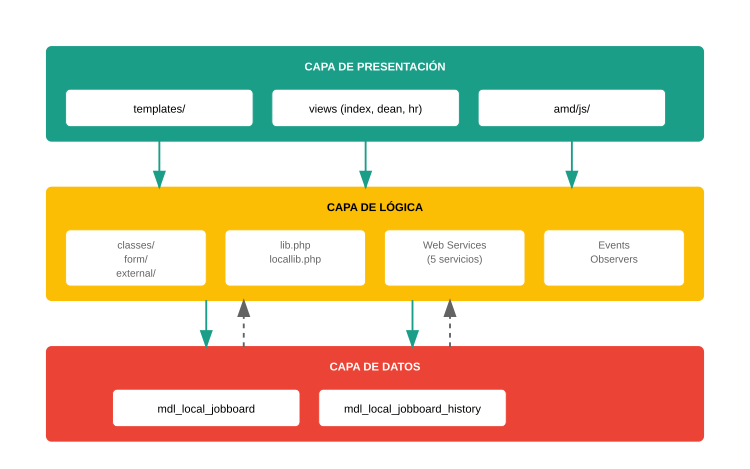 CAPA DE PRESENTACIÓN
templates/
views (index, dean, hr)
amd/js/
CAPA DE LÓGICA
classes/
form/
external/
lib.php
locallib.php
Web Services
(5 servicios)
Events
Observers
CAPA DE DATOS
mdl_local_jobboard
mdl_local_jobboard_history